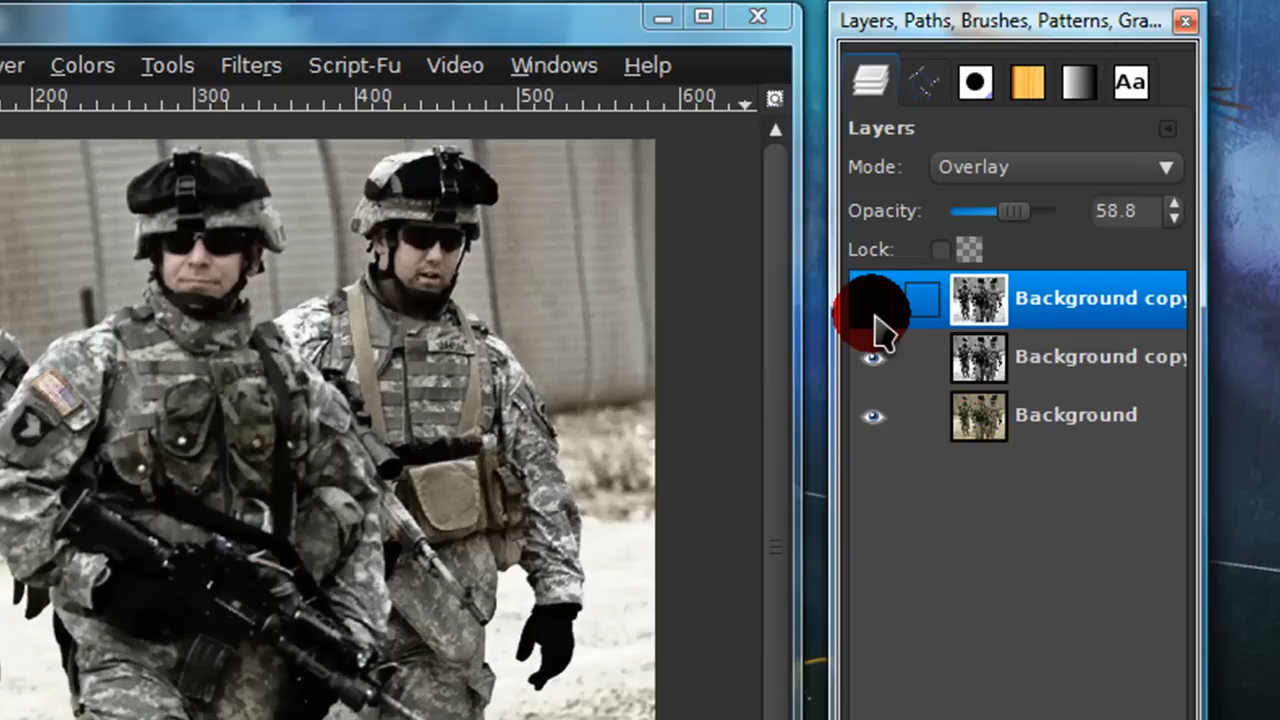 Layers, Paths, Brushes, Patterns, Gra...
yer Colors Tools Filters Script-Fu Video Windows Help
200 300 400 500 600
Aa
Layers
Mode: Overlay
Opacity: 58.8
Lock:
Background copy
Background copy
Background